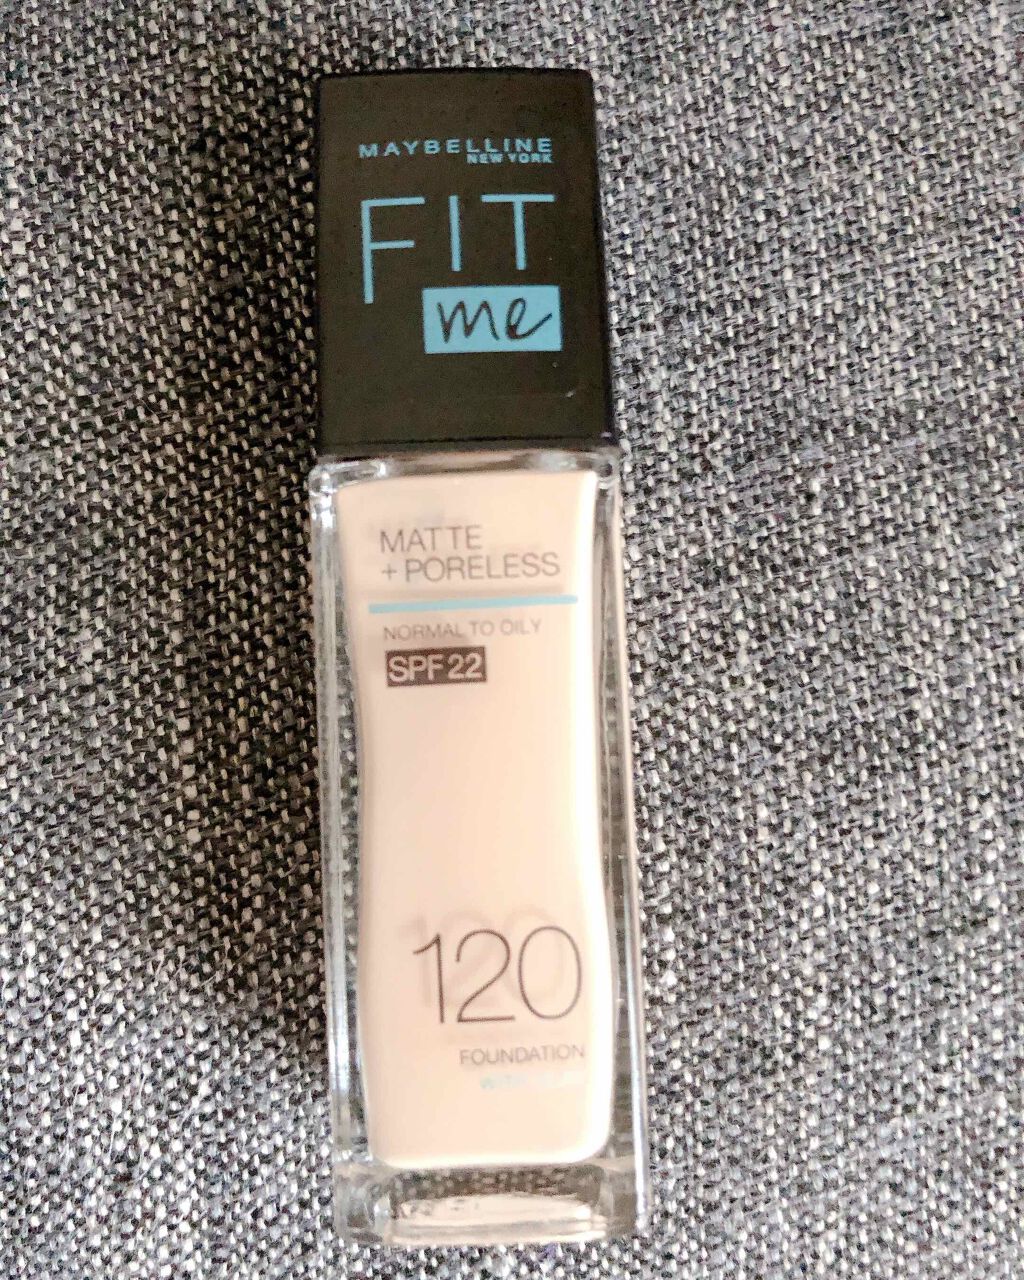 MAYBELLINE
NEW YORK
FIT
me
MATTE
+ PORELESS
NORMAL TO OILY
SPF 22
120
FOUNDATION